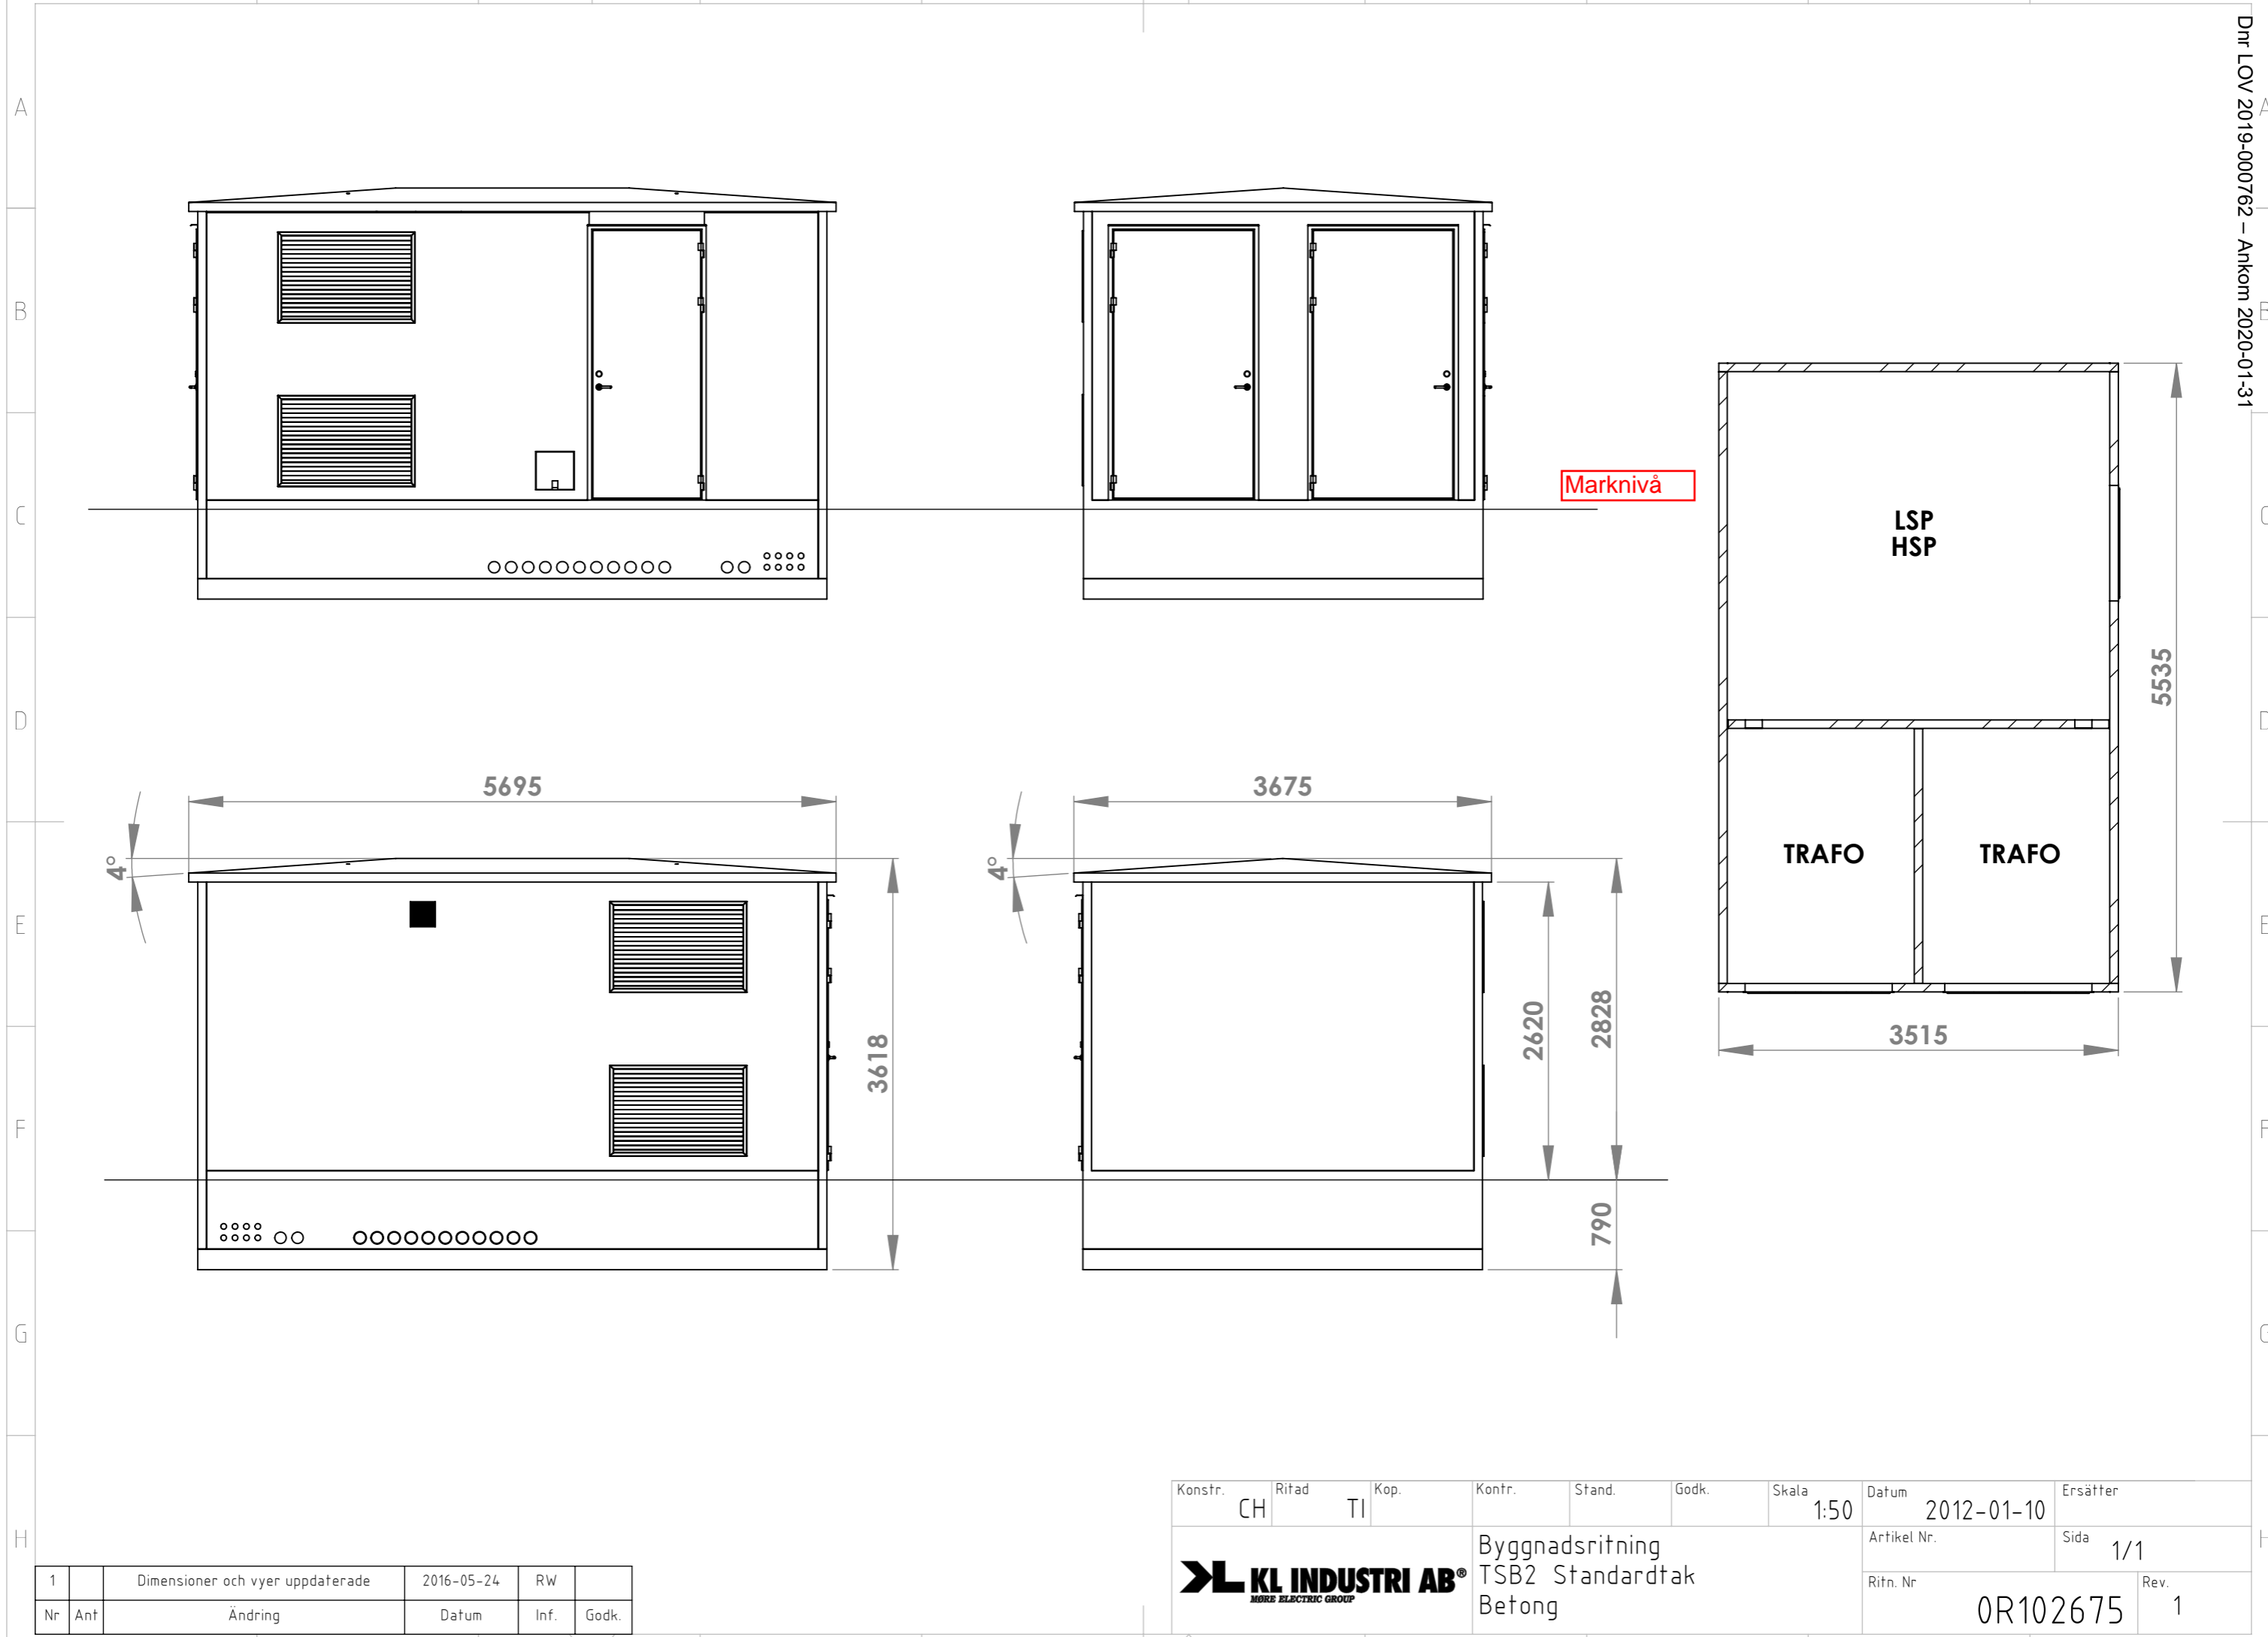 Dnr LOV 2019-000762 – Ankom 2020-01-31
A
A
B
B
C
C
D
D
E
E
F
F
G
G
H
H
Marknivå
LSP
HSP
TRAFO
TRAFO
5535
3515
5695
4°
3618
3675
4°
2620
2828
790
1
Dimensioner och vyer uppdaterade
2016-05-24
RW
Nr
Ant
Ändring
Datum
Inf.
Godk.
Konstr.
CH
Ritad
TI
Kop.
Kontr.
Stand.
Godk.
Skala
1:50
Datum
2012-01-10
Ersätter
KL INDUSTRI AB®
MØRE ELECTRIC GROUP
Byggnadsritning
TSB2 Standardtak
Betong
Artikel Nr.
Sida
1/1
Ritn. Nr
0R102675
Rev.
1